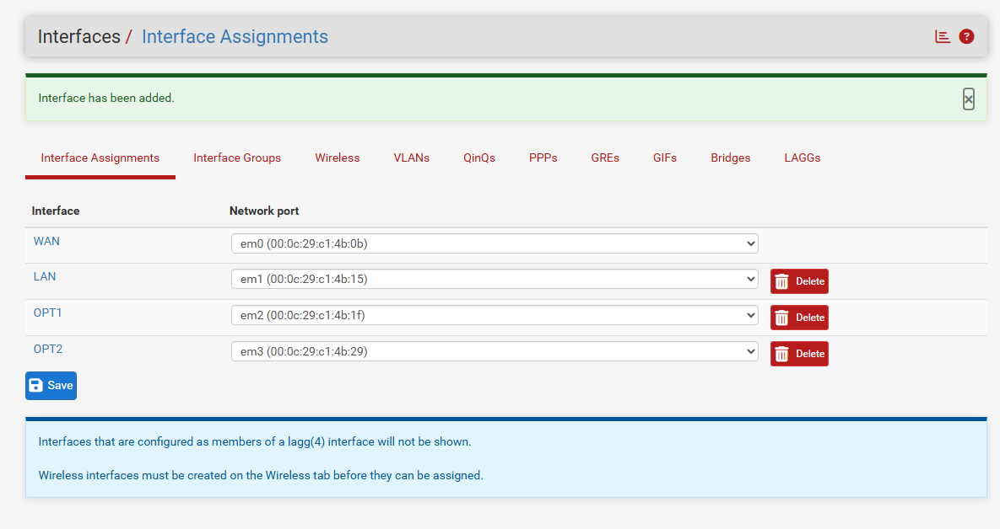 Interfaces / Interface Assignments
Interface has been added.
Interface Assignments Interface Groups Wireless VLANs QinQs PPPs GREs GIFs Bridges LAGGs
Interface Network port
WAN em0 (00:0c:29:c1:4b:0b)
LAN em1 (00:0c:29:c1:4b:15) Delete
OPT1 em2 (00:0c:29:c1:4b:1f) Delete
OPT2 em3 (00:0c:29:c1:4b:29) Delete
Save
Interfaces that are configured as members of a lagg(4) interface will not be shown.
Wireless interfaces must be created on the Wireless tab before they can be assigned.